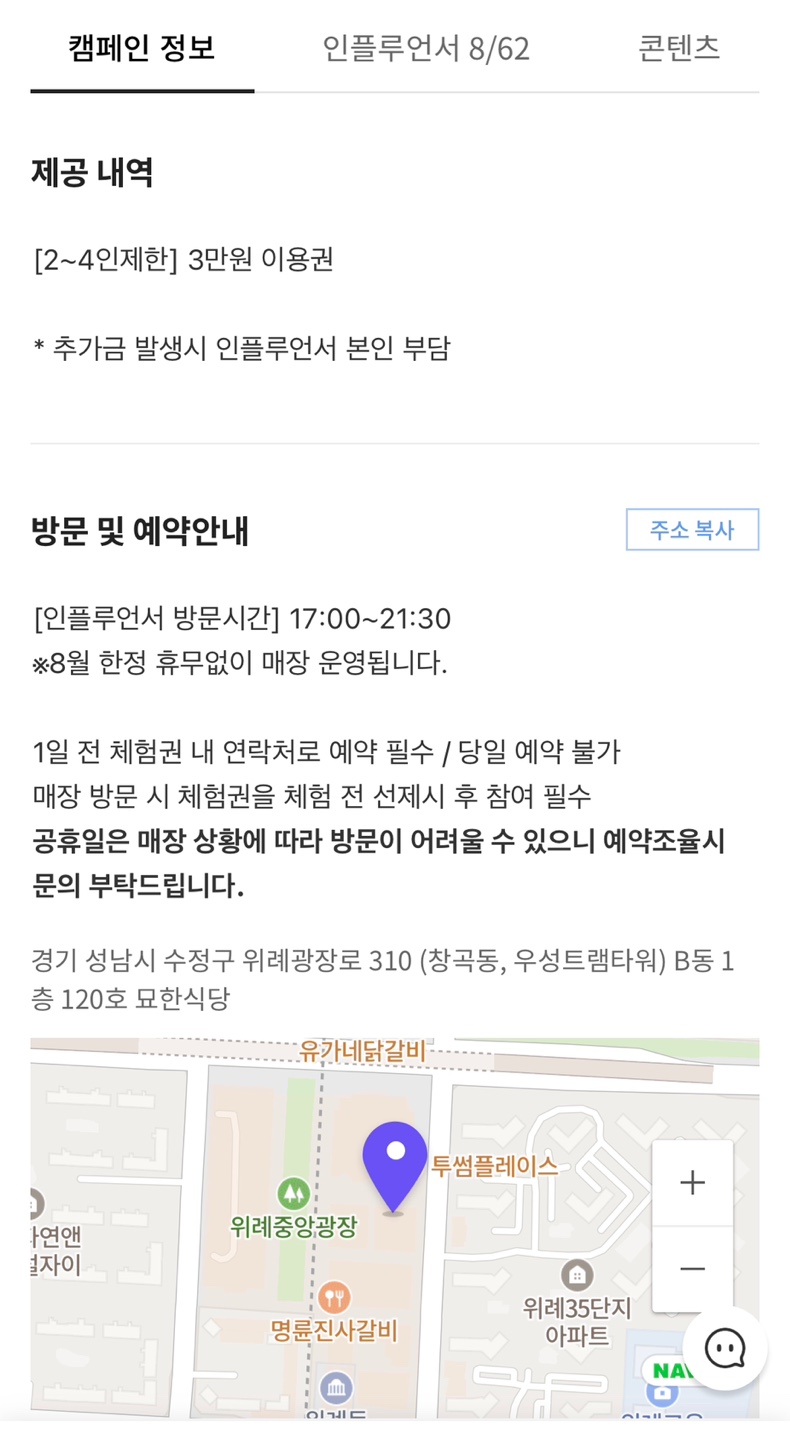 캠페인 정보
인플루언서 8/62
콘텐츠
제공 내역
[2~4인제한] 3만원 이용권
* 추가금 발생시 인플루언서 본인 부담
방문 및 예약안내
주소 복사
[인플루언서 방문시간] 17:00~21:30
※8월 한정 휴무없이 매장 운영됩니다.
1일 전 체험권 내 연락처로 예약 필수 / 당일 예약 불가
매장 방문 시 체험권을 체험 전 선제시 후 참여 필수
공휴일은 매장 상황에 따라 방문이 어려울 수 있으니 예약조율시
문의 부탁드립니다.
경기 성남시 수정구 위례광장로 310 (창곡동, 우성트램타워) B동 1
층 120호 묘한식당
유가네닭갈비
투썸플레이스
위례중앙광장
자연앤
자이
위례35단지
아파트
명륜진사갈비
NAV